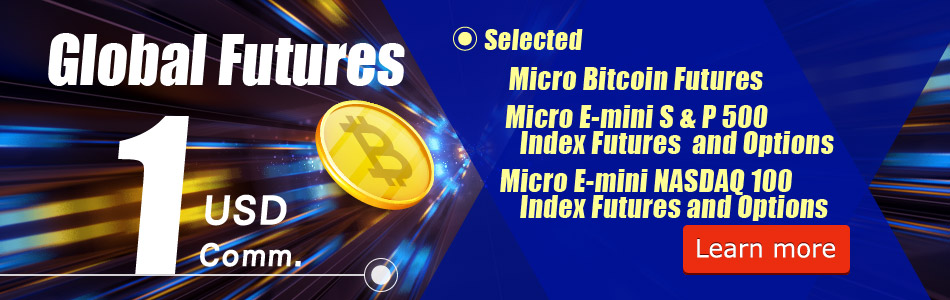 Global Futures
1
USD
Comm.
Selected
Micro Bitcoin Futures
Micro E-mini S & P 500
Index Futures and Options
Micro E-mini NASDAQ 100
Index Futures and Options
Learn more